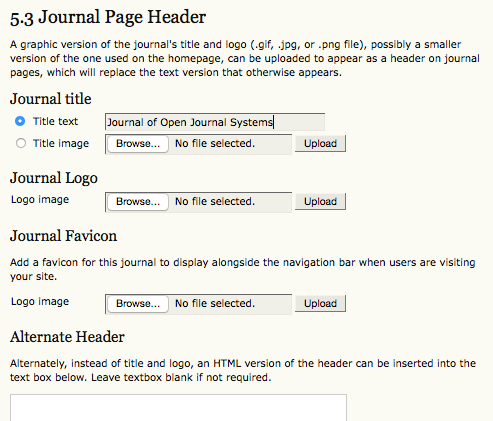 5.3 Journal Page Header
A graphic version of the journal's title and logo (.gif, .jpg, or .png file), possibly a smaller
version of the one used on the homepage, can be uploaded to appear as a header on journal
pages, which will replace the text version that otherwise appears.
Journal title
Title text Journal of Open Journal Systems
Title image Browse... No file selected. Upload
Journal Logo
Logo image Browse... No file selected. Upload
Journal Favicon
Add a favicon for this journal to display alongside the navigation bar when users are visiting
your site.
Logo image Browse... No file selected. Upload
Alternate Header
Alternately, instead of title and logo, an HTML version of the header can be inserted into the
text box below. Leave textbox blank if not required.